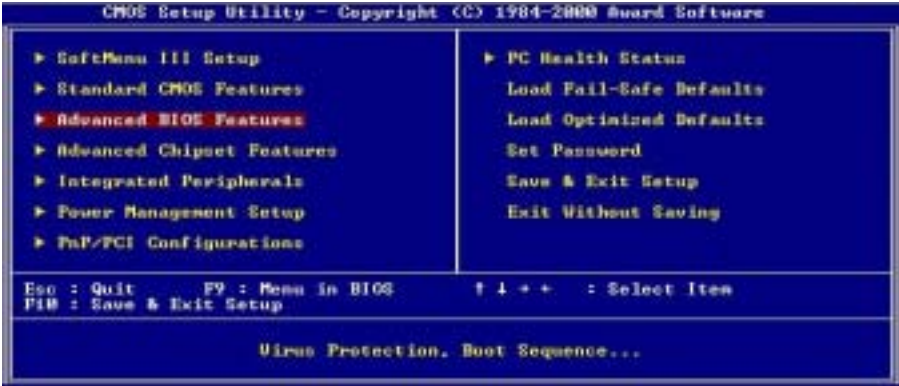 CMOS Setup Utility - Copyright (C) 1984-2000 Award Software
SoftMenu III Setup
Standard CMOS Features
Advanced BIOS Features
Advanced Chipset Features
Integrated Peripherals
Power Management Setup
PnP/PCI Configurations
PC Health Status
Load Fail-Safe Defaults
Load Optimized Defaults
Set Password
Save & Exit Setup
Exit Without Saving
Esc : Quit F9 : Menu in BIOS ↑ ↓ → ← : Select Item
F10 : Save & Exit Setup
Virus Protection, Boot Sequence...